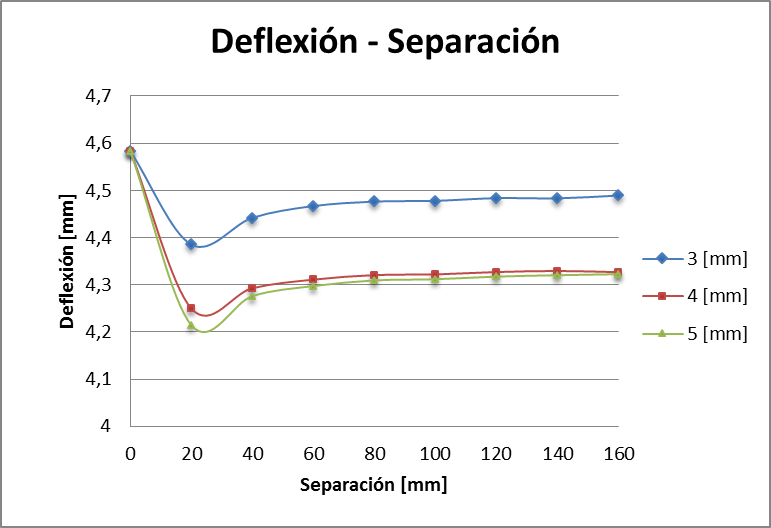 Deflexión - Separación
4,7
4,6
4,5
4,4
4,3
4,2
4,1
4
Deflexión [mm]
0 20 40 60 80 100 120 140 160
Separación [mm]
3 [mm]
4 [mm]
5 [mm]